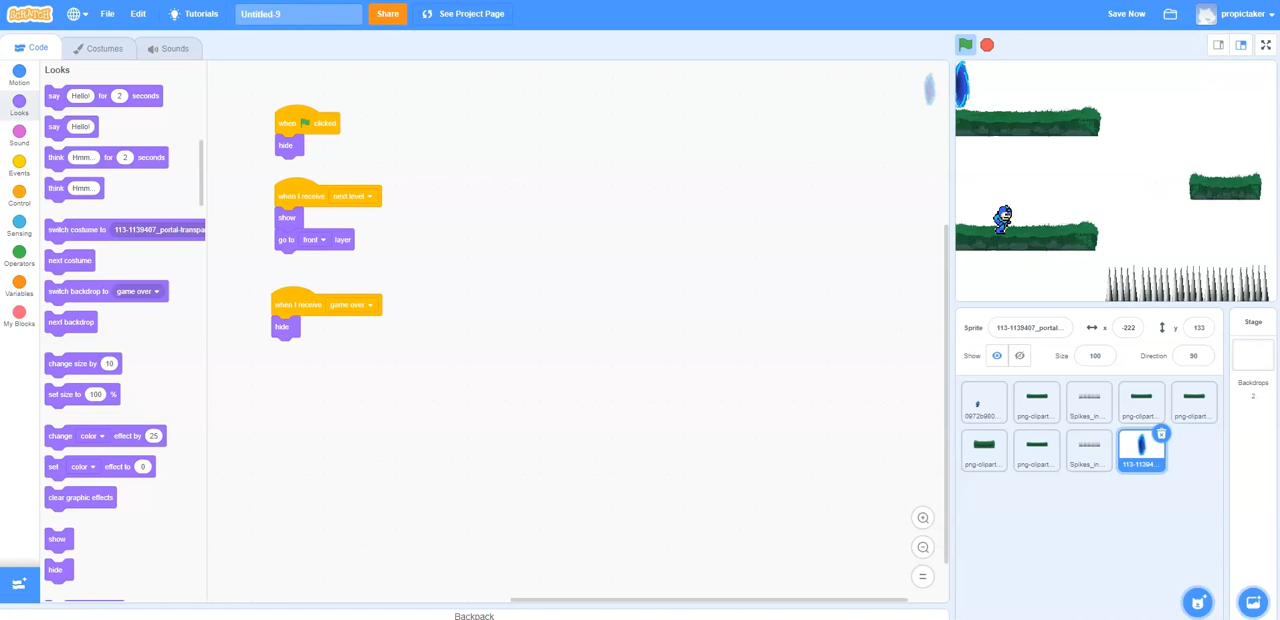 SCRATCH File Edit Tutorials Untitled-9 Share See Project Page Save Now propictaker
Code Costumes Sounds
Motion
Looks
Sound
Events
Control
Sensing
Operators
Variables
My Blocks
Looks
say Hello! for 2 seconds
say Hello!
think Hmm... for 2 seconds
think Hmm...
switch costume to 113-1139407_portal-transpa
next costume
switch backdrop to game over
next backdrop
change size by 10
set size to 100 %
change color effect by 25
set color effect to 0
clear graphic effects
show
hide
when clicked
hide
when I receive next level
show
go to front layer
when I receive game over
hide
Backpack
Sprite 113-1139407_portal... x -222 y 133
Show Size 100 Direction 90
0972b980... png-clipart... Spikes_in... png-clipart... png-clipart...
png-clipart... png-clipart... Spikes_in... 113-11394...
Stage
Backdrops
2